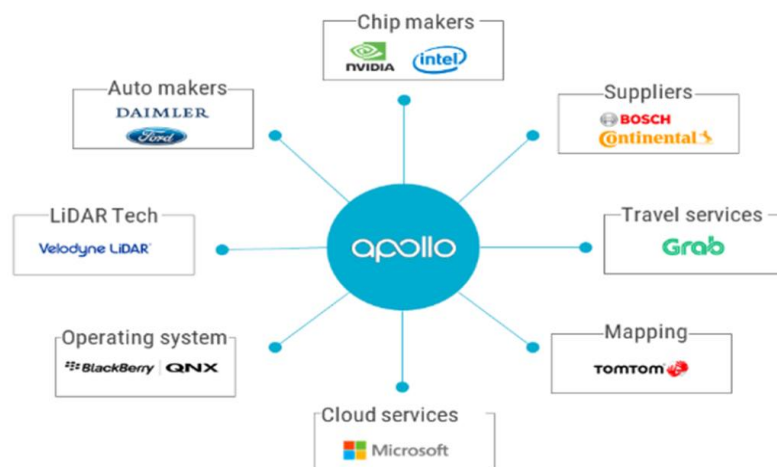 Chip makers
NVIDIA intel
Auto makers
DAIMLER
Ford
Suppliers
BOSCH
Continental
LiDAR Tech
Velodyne LiDAR
apollo
Travel services
Grab
Operating system
BlackBerry QNX
Mapping
TOMTOM
Cloud services
Microsoft